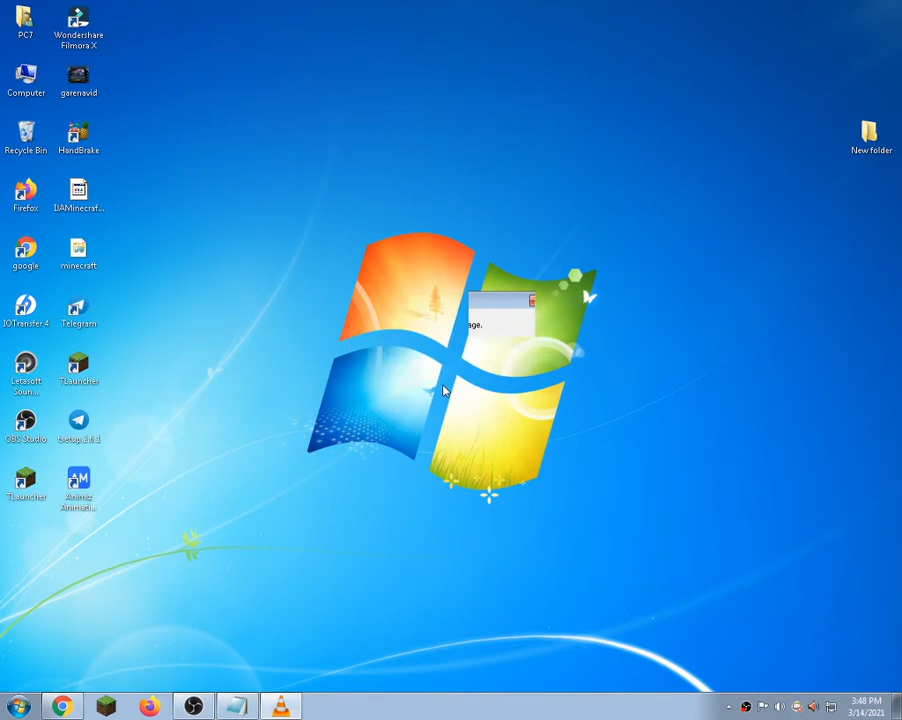 PC7
Wondershare
Filmora X
Computer
garenavid
Recycle Bin
HandBrake
Firefox
IJAMinecraf...
google
minecraft
IOTransfer 4
Telegram
Letasoft
Soun...
TLauncher
OBS Studio
tsetup.2.6.1
TLauncher
Animiz
Animati...
New folder
age.
AM
3:48 PM
3/14/2021